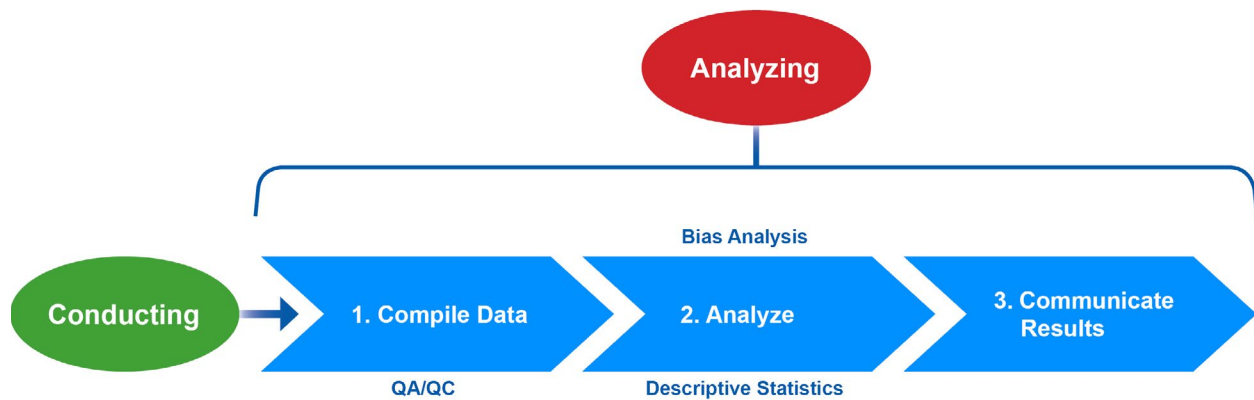 Analyzing
Bias Analysis
Conducting
1. Compile Data
2. Analyze
3. Communicate
Results
QA/QC
Descriptive Statistics